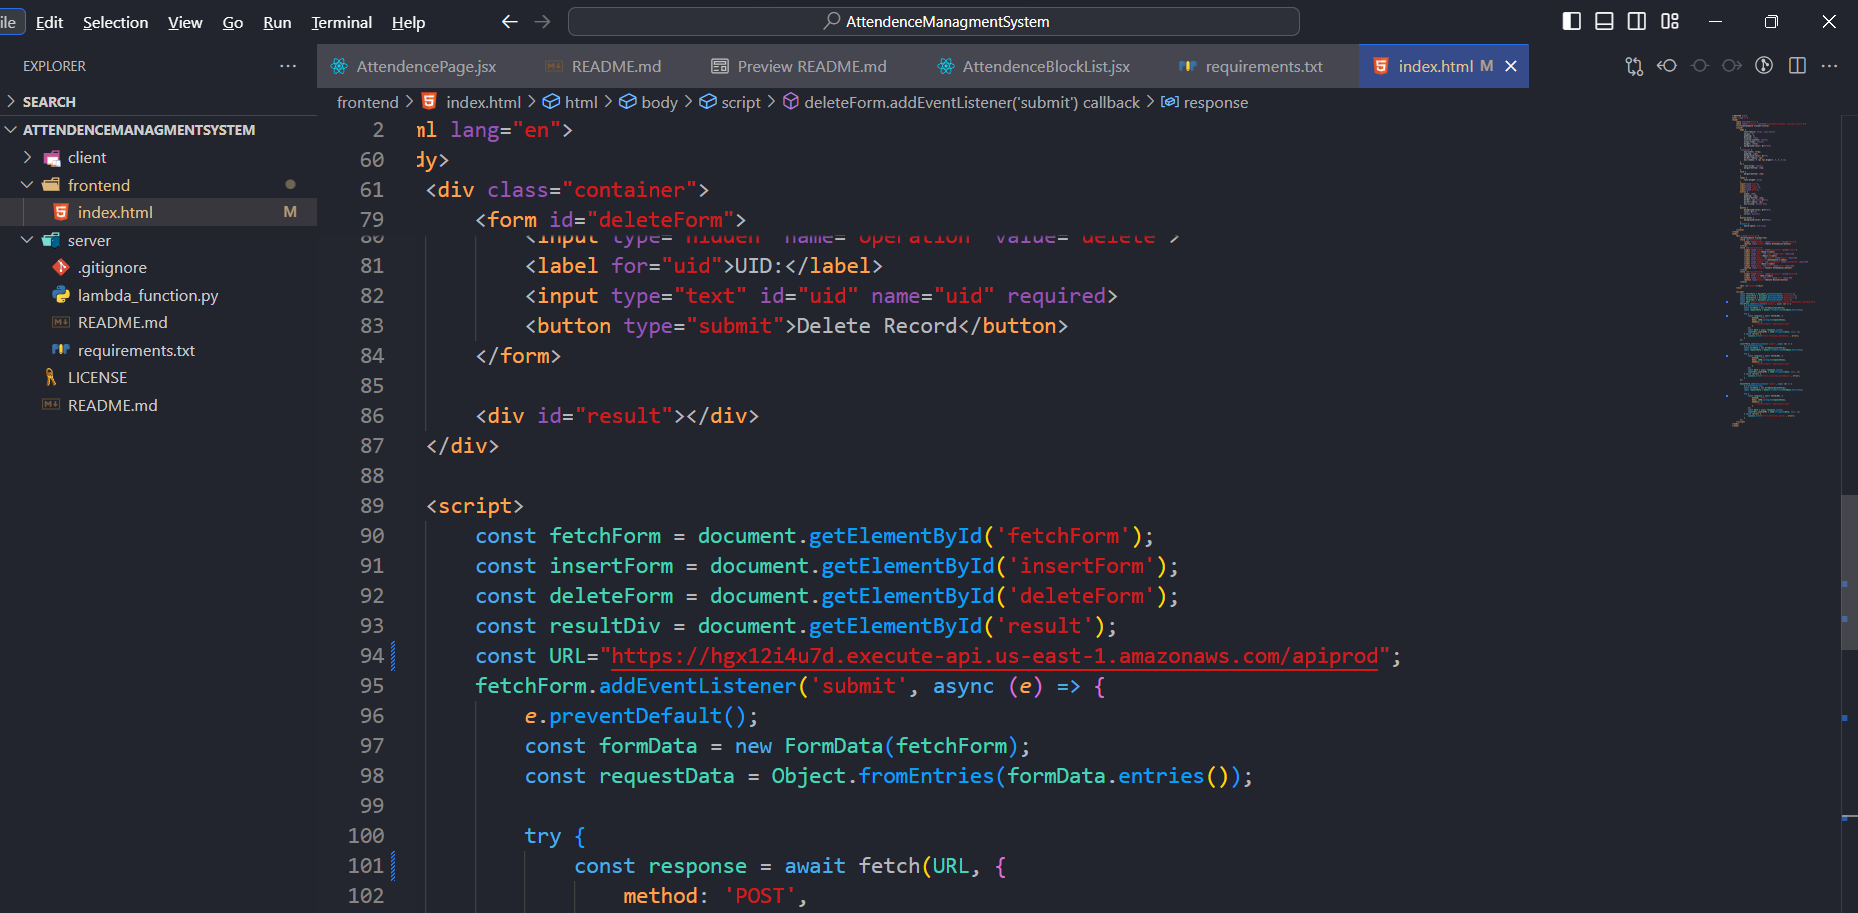 ile Edit Selection View Go Run Terminal Help
AttendenceManagmentSystem
EXPLORER
SEARCH
ATTENDENCEMANAGMENTSYSTEM
client
frontend
index.html M
server
.gitignore
lambda_function.py
README.md
requirements.txt
LICENSE
README.md
AttendencePage.jsx README.md Preview README.md AttendenceBlockList.jsx requirements.txt index.html M
frontend > index.html > html > body > script > deleteForm.addEventListener('submit') callback > response
2 ml lang="en">
60 dy>
61 <div class="container">
79 <form id="deleteForm">
80 <input type="hidden" name="operation" value="delete">
81 <label for="uid">UID:</label>
82 <input type="text" id="uid" name="uid" required>
83 <button type="submit">Delete Record</button>
84 </form>
85
86 <div id="result"></div>
87 </div>
88
89 <script>
90 const fetchForm = document.getElementById('fetchForm');
91 const insertForm = document.getElementById('insertForm');
92 const deleteForm = document.getElementById('deleteForm');
93 const resultDiv = document.getElementById('result');
94 const URL="https://hgx12i4u7d.execute-api.us-east-1.amazonaws.com/apiprod";
95 fetchForm.addEventListener('submit', async (e) => {
96 e.preventDefault();
97 const formData = new FormData(fetchForm);
98 const requestData = Object.fromEntries(formData.entries());
99
100 try {
101 const response = await fetch(URL, {
102 method: 'POST',